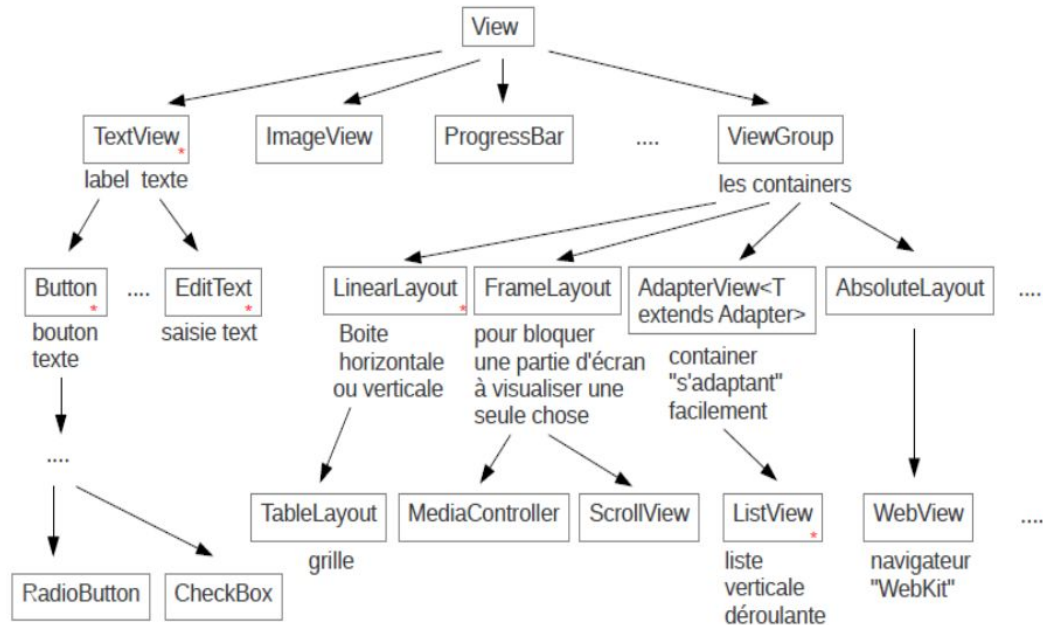 View
TextView
*
ImageView
ProgressBar
....
ViewGroup
label texte
les containers
Button
*
....
EditText
*
LinearLayout
*
FrameLayout
AdapterView<T
extends Adapter>
AbsoluteLayout
....
bouton
texte
saisie text
Boite
horizontale
ou verticale
pour bloquer
une partie d'écran
à visualiser une
seule chose
container
"s'adaptant"
facilement
....
TableLayout
MediaController
ScrollView
ListView
*
WebView
....
grille
liste
verticale
déroulante
navigateur
"WebKit"
RadioButton
CheckBox